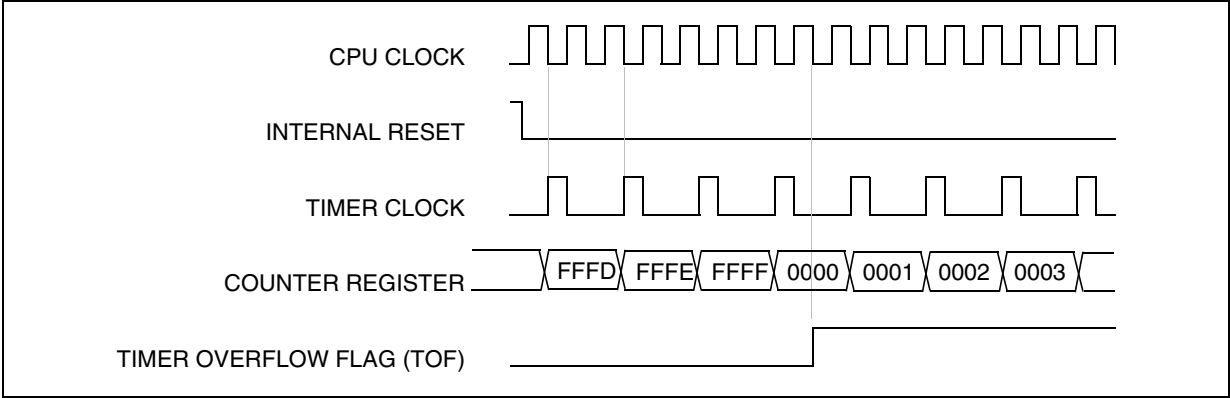 CPU CLOCK
INTERNAL RESET
TIMER CLOCK
COUNTER REGISTER
FFFD FFFE FFFF 0000 0001 0002 0003
TIMER OVERFLOW FLAG (TOF)